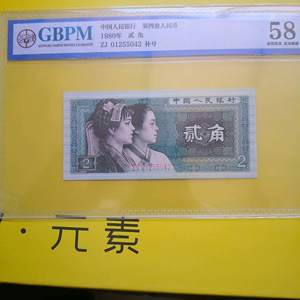 GBPM
中国人民银行 第四套人民币
1980年 贰角
ZJ 01255042 补号
58
中国人民银行
贰角
2
2
·元素